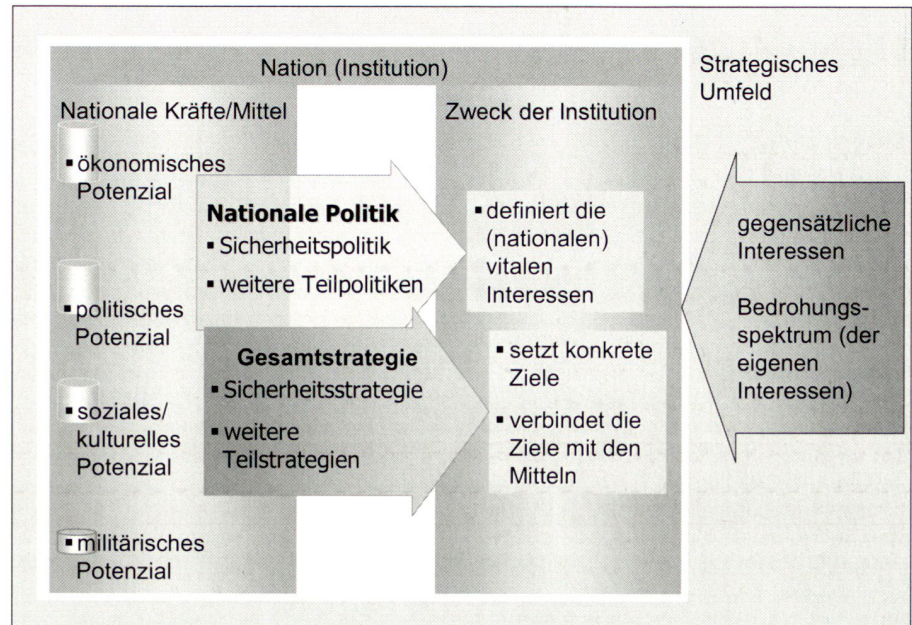 Nation (Institution)
Strategisches
Umfeld
Nationale Kräfte/Mittel
▪ ökonomisches
Potenzial
▪ politisches
Potenzial
▪ soziales/
kulturelles
Potenzial
▪ militärisches
Potenzial
Nationale Politik
▪ Sicherheitspolitik
▪ weitere Teilpolitiken
Gesamtstrategie
▪ Sicherheitsstrategie
▪ weitere
Teilstrategien
Zweck der Institution
▪ definiert die
(nationalen)
vitalen
Interessen
▪ setzt konkrete
Ziele
▪ verbindet die
Ziele mit den
Mitteln
gegensätzliche
Interessen
Bedrohungs-
spektrum (der
eigenen
Interessen)